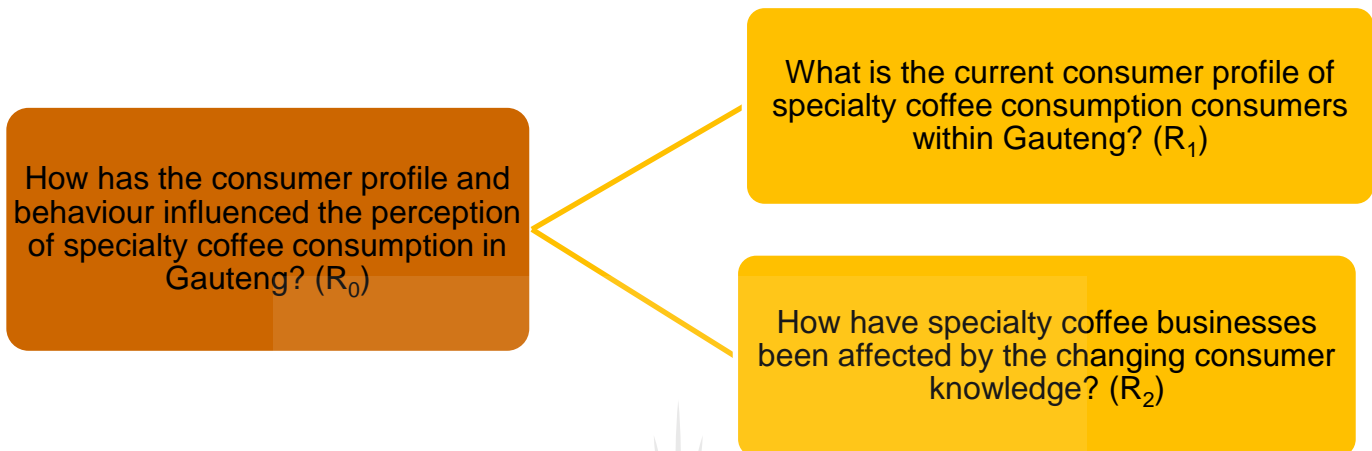 How has the consumer profile and
behaviour influenced the perception
of specialty coffee consumption in
Gauteng? (R₀)
What is the current consumer profile of
specialty coffee consumption consumers
within Gauteng? (R₁)
How have specialty coffee businesses
been affected by the changing consumer
knowledge? (R₂)